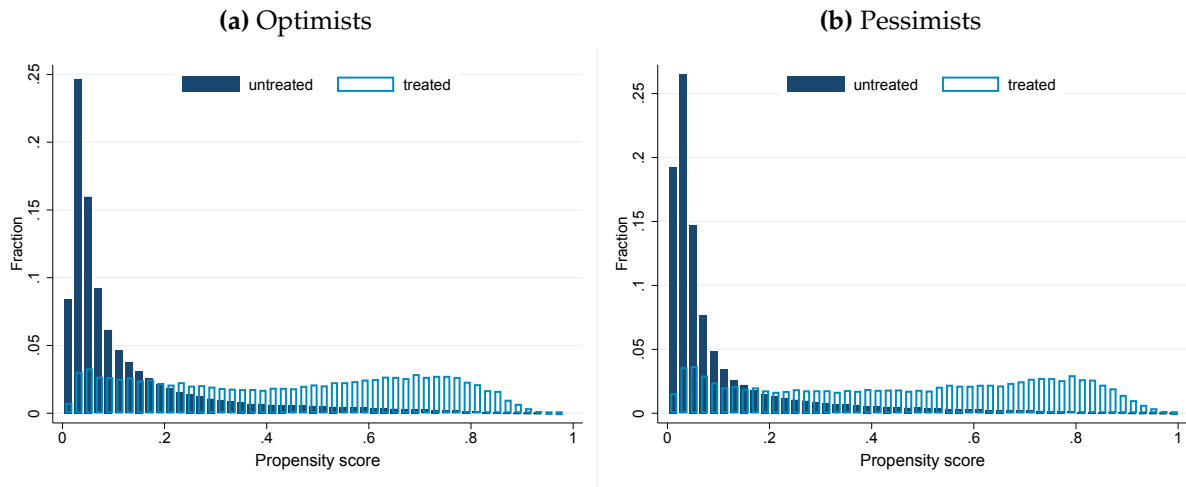 (a) Optimists
untreated treated
.25
.2
.15
.1
.05
0
Fraction
0 .2 .4 .6 .8 1
Propensity score
(b) Pessimists
untreated treated
.25
.2
.15
.1
.05
0
Fraction
0 .2 .4 .6 .8 1
Propensity score